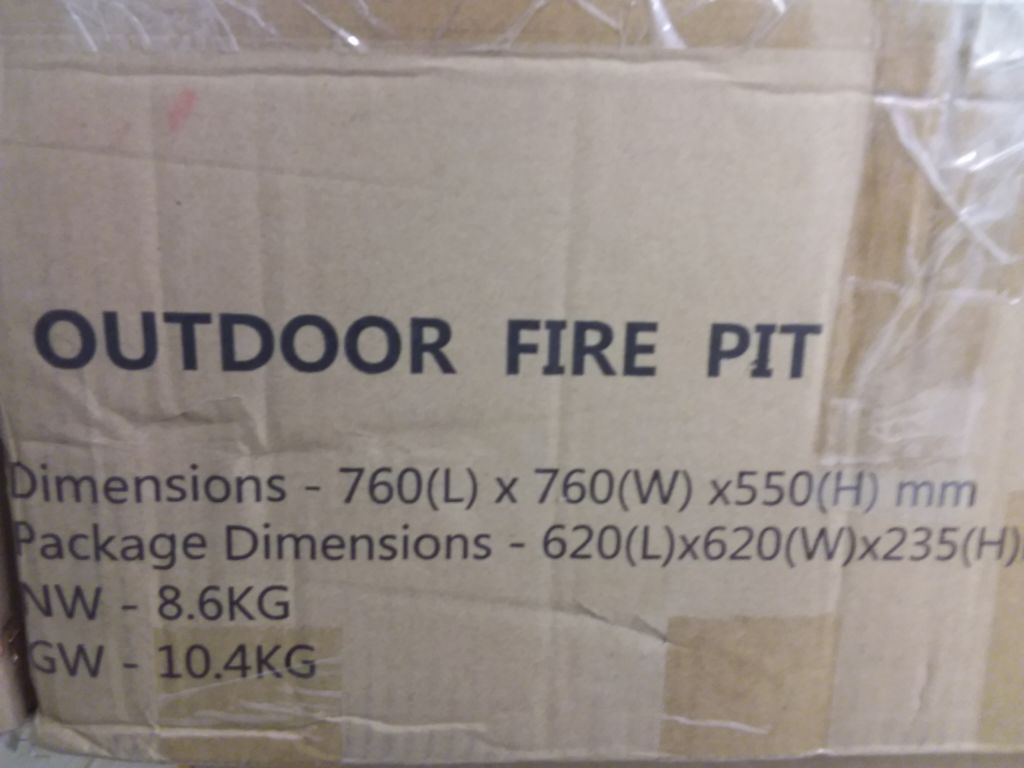 OUTDOOR FIRE PIT
Dimensions - 760(L) x 760(W) x550(H) mm
Package Dimensions - 620(L)x620(W)x235(H)
NW - 8.6KG
GW - 10.4KG